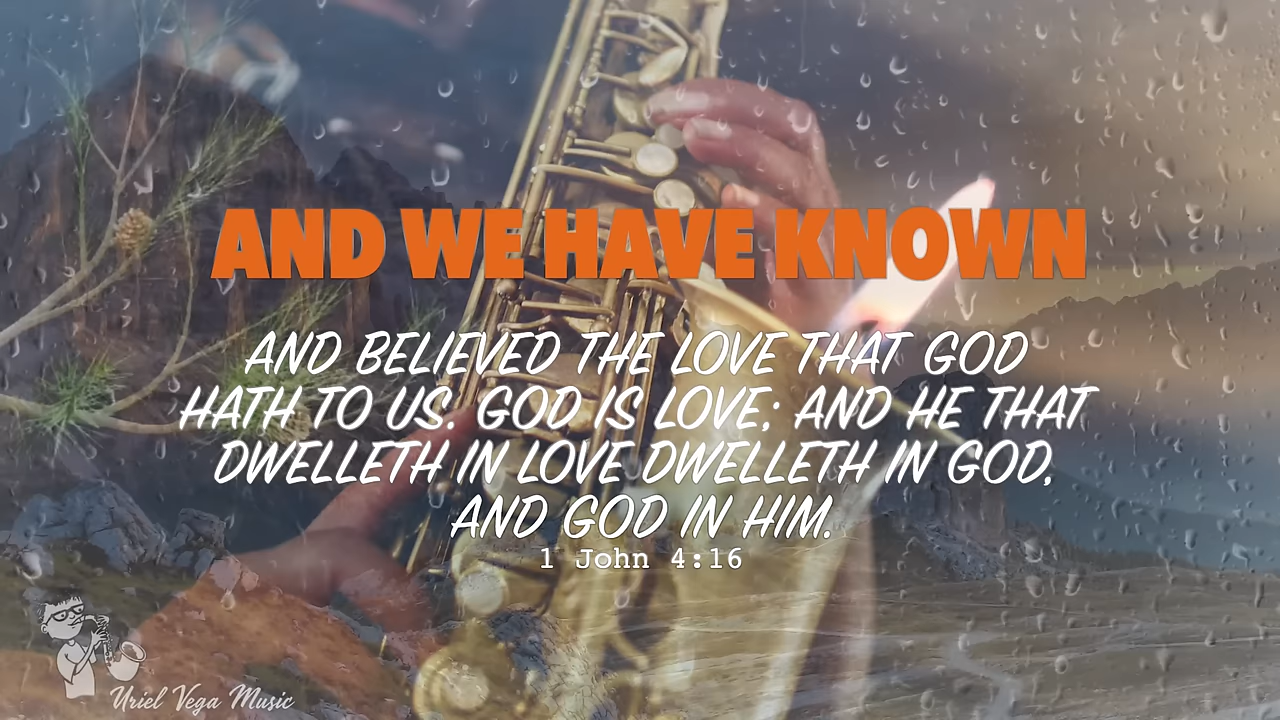 AND WE HAVE KNOWN
AND BELIEVED THE LOVE THAT GOD
HATH TO US. GOD IS LOVE; AND HE THAT
DWELLETH IN LOVE DWELLETH IN GOD,
AND GOD IN HIM.
1 John 4:16
Uriel Vega Music